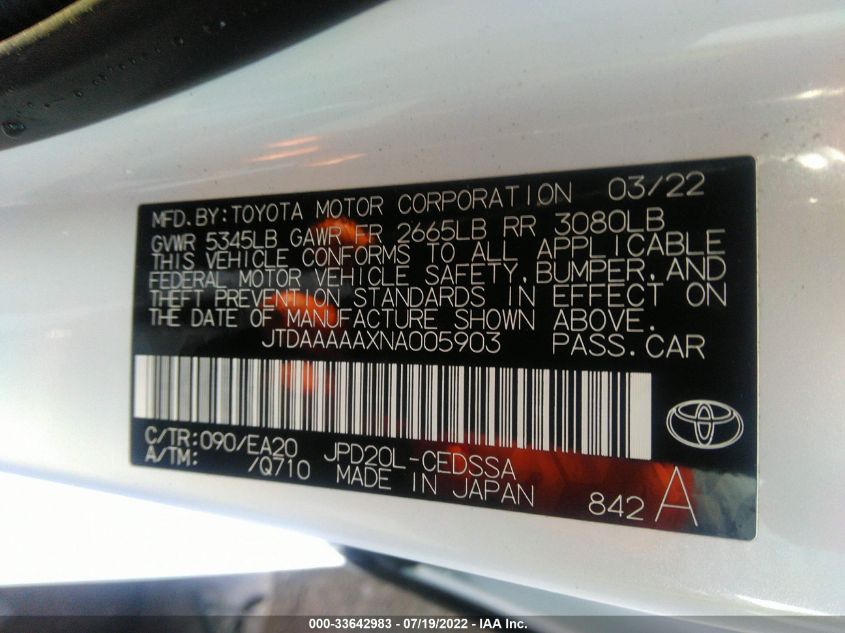 MFD. BY: TOYOTA MOTOR CORPORATION 03/22
GVWR 5345LB GAWR FR 2665LB RR 3080LB
THIS VEHICLE CONFORMS TO ALL APPLICABLE
FEDERAL MOTOR VEHICLE SAFETY, BUMPER, AND
THEFT PREVENTION STANDARDS IN EFFECT ON
THE DATE OF MANUFACTURE SHOWN ABOVE.
JTDAAAAAXNA005903 PASS. CAR
C/TR: 090/EA20 JPD20L-CEDSSA
A/TM: /Q710 MADE IN JAPAN 842 A
000-33642983 / 07/19/2022 - IAA Inc.